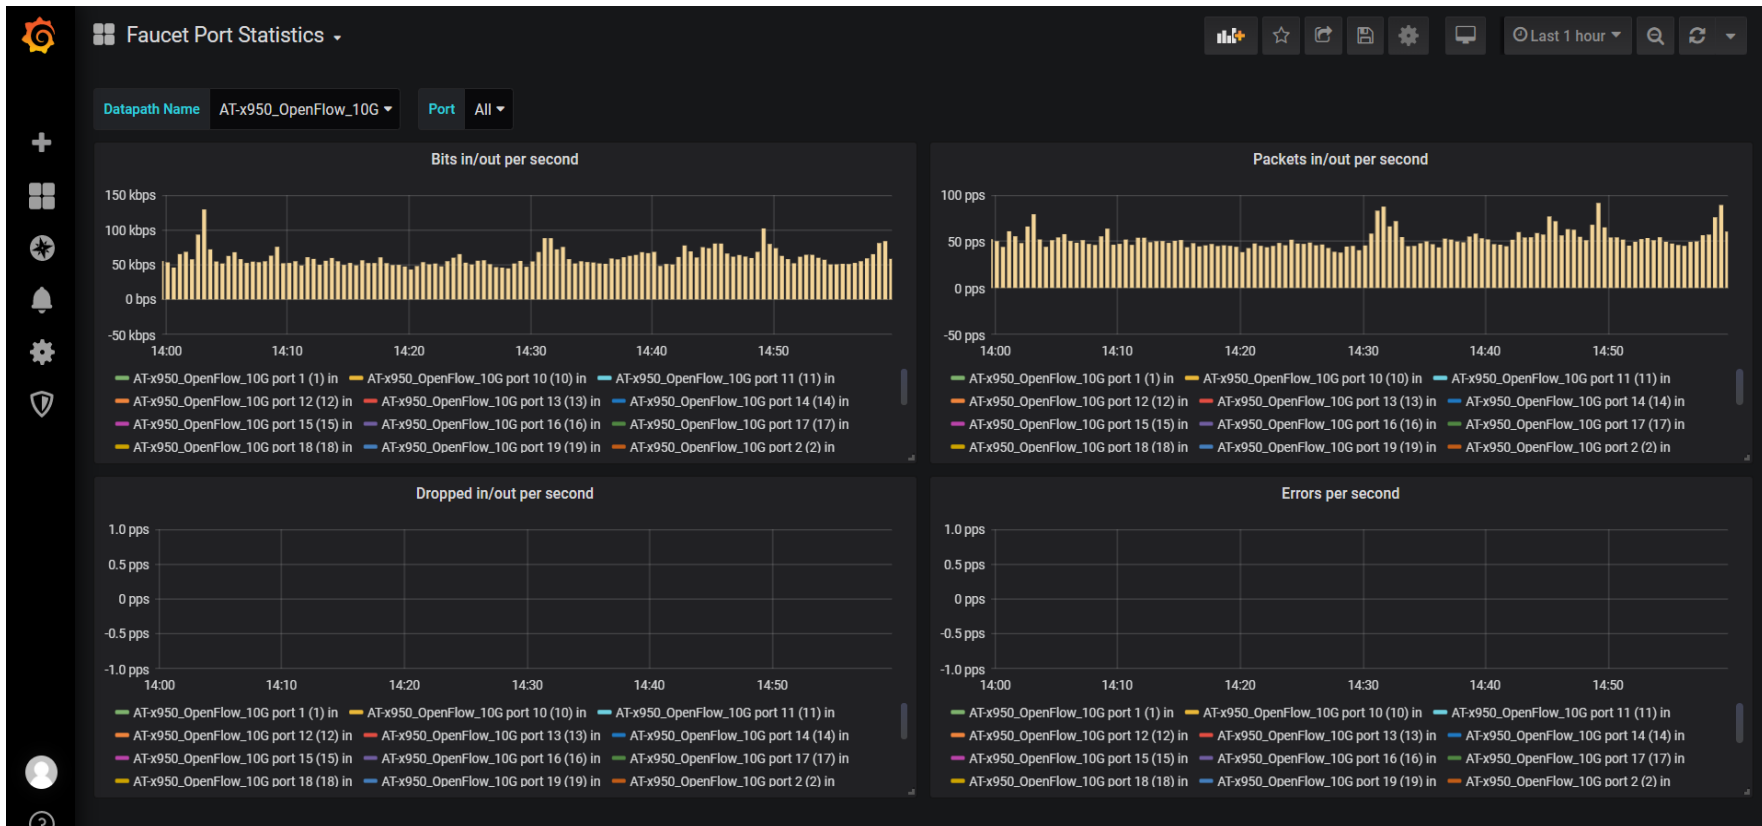 Faucet Port Statistics
Last 1 hour
Datapath Name AT-x950_OpenFlow_10G Port All
Bits in/out per second
150 kbps
100 kbps
50 kbps
0 bps
-50 kbps
14:00 14:10 14:20 14:30 14:40 14:50
AT-x950_OpenFlow_10G port 1 (1) in AT-x950_OpenFlow_10G port 10 (10) in AT-x950_OpenFlow_10G port 11 (11) in
AT-x950_OpenFlow_10G port 12 (12) in AT-x950_OpenFlow_10G port 13 (13) in AT-x950_OpenFlow_10G port 14 (14) in
AT-x950_OpenFlow_10G port 15 (15) in AT-x950_OpenFlow_10G port 16 (16) in AT-x950_OpenFlow_10G port 17 (17) in
AT-x950_OpenFlow_10G port 18 (18) in AT-x950_OpenFlow_10G port 19 (19) in AT-x950_OpenFlow_10G port 2 (2) in
Packets in/out per second
100 pps
50 pps
0 pps
-50 pps
14:00 14:10 14:20 14:30 14:40 14:50
AT-x950_OpenFlow_10G port 1 (1) in AT-x950_OpenFlow_10G port 10 (10) in AT-x950_OpenFlow_10G port 11 (11) in
AT-x950_OpenFlow_10G port 12 (12) in AT-x950_OpenFlow_10G port 13 (13) in AT-x950_OpenFlow_10G port 14 (14) in
AT-x950_OpenFlow_10G port 15 (15) in AT-x950_OpenFlow_10G port 16 (16) in AT-x950_OpenFlow_10G port 17 (17) in
AT-x950_OpenFlow_10G port 18 (18) in AT-x950_OpenFlow_10G port 19 (19) in AT-x950_OpenFlow_10G port 2 (2) in
Dropped in/out per second
1.0 pps
0.5 pps
0 pps
-0.5 pps
-1.0 pps
14:00 14:10 14:20 14:30 14:40 14:50
AT-x950_OpenFlow_10G port 1 (1) in AT-x950_OpenFlow_10G port 10 (10) in AT-x950_OpenFlow_10G port 11 (11) in
AT-x950_OpenFlow_10G port 12 (12) in AT-x950_OpenFlow_10G port 13 (13) in AT-x950_OpenFlow_10G port 14 (14) in
AT-x950_OpenFlow_10G port 15 (15) in AT-x950_OpenFlow_10G port 16 (16) in AT-x950_OpenFlow_10G port 17 (17) in
AT-x950_OpenFlow_10G port 18 (18) in AT-x950_OpenFlow_10G port 19 (19) in AT-x950_OpenFlow_10G port 2 (2) in
Errors per second
1.0 pps
0.5 pps
0 pps
-0.5 pps
-1.0 pps
14:00 14:10 14:20 14:30 14:40 14:50
AT-x950_OpenFlow_10G port 1 (1) in AT-x950_OpenFlow_10G port 10 (10) in AT-x950_OpenFlow_10G port 11 (11) in
AT-x950_OpenFlow_10G port 12 (12) in AT-x950_OpenFlow_10G port 13 (13) in AT-x950_OpenFlow_10G port 14 (14) in
AT-x950_OpenFlow_10G port 15 (15) in AT-x950_OpenFlow_10G port 16 (16) in AT-x950_OpenFlow_10G port 17 (17) in
AT-x950_OpenFlow_10G port 18 (18) in AT-x950_OpenFlow_10G port 19 (19) in AT-x950_OpenFlow_10G port 2 (2) in